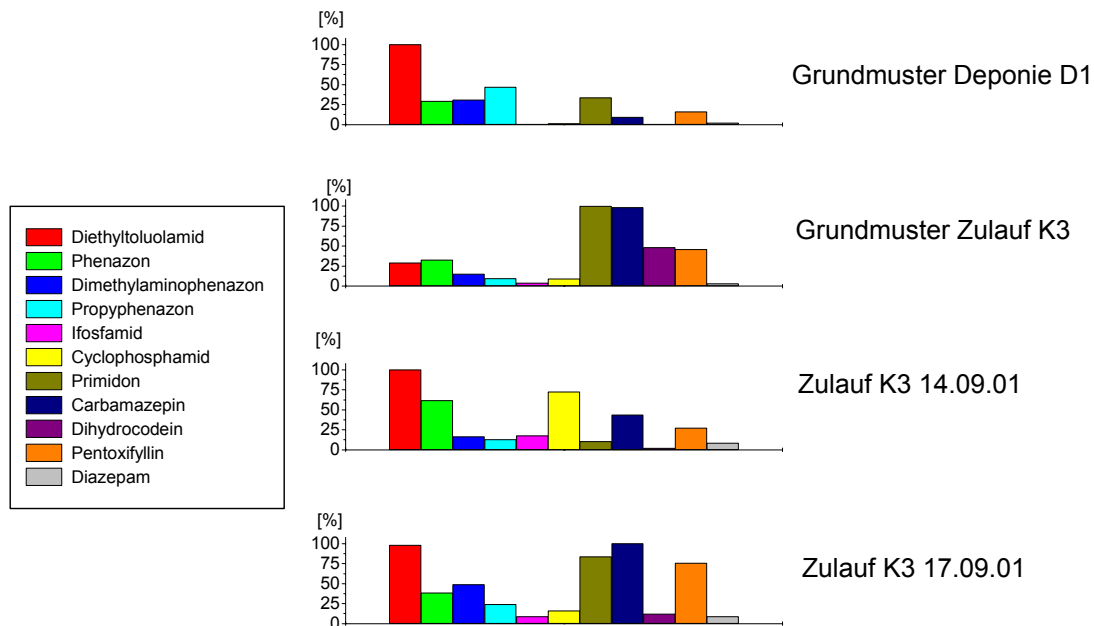 [%]
100
75
50
25
0
Grundmuster Deponie D1
[%]
100
75
50
25
0
Grundmuster Zulauf K3
Diethyltoluolamid
Phenazon
Dimethylaminophenazon
Propyphenazon
Ifosfamid
Cyclophosphamid
Primidon
Carbamazepin
Dihydrocodein
Pentoxifyllin
Diazepam
[%]
100
75
50
25
0
Zulauf K3 14.09.01
[%]
100
75
50
25
0
Zulauf K3 17.09.01